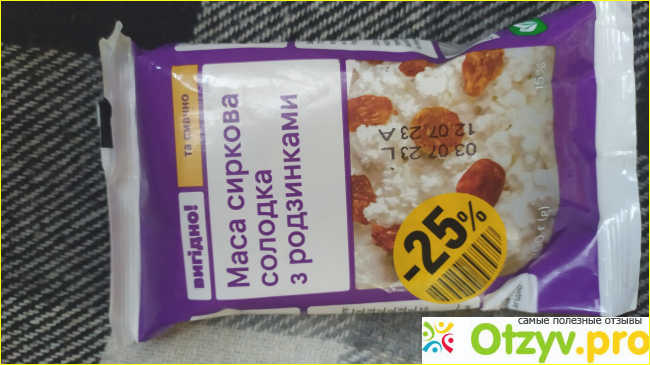 вигідно!
та смачно
Маса сиркова
солодка
з родзинками
15%
03.07.23 L
12.07.23 A
-25%
самые полезные отзывы
Otzyv.pro